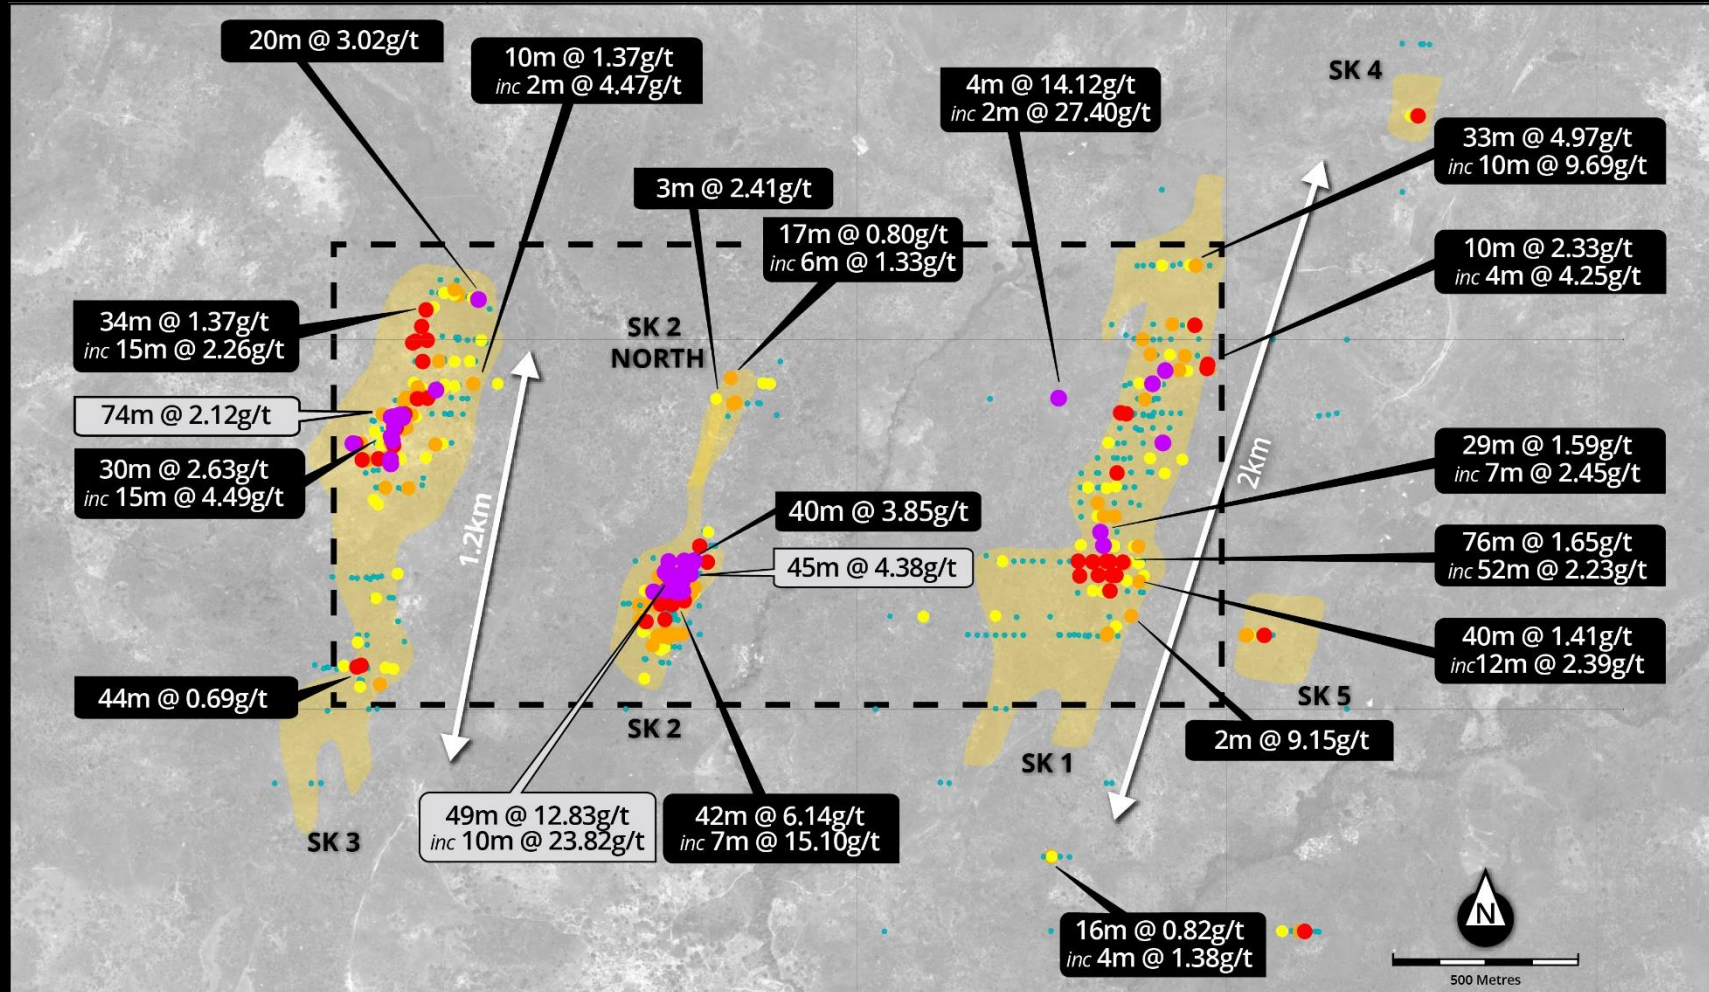 20m @ 3.02g/t
10m @ 1.37g/t
inc 2m @ 4.47g/t
4m @ 14.12g/t
inc 2m @ 27.40g/t
SK 4
33m @ 4.97g/t
inc 10m @ 9.69g/t
3m @ 2.41g/t
17m @ 0.80g/t
inc 6m @ 1.33g/t
10m @ 2.33g/t
inc 4m @ 4.25g/t
34m @ 1.37g/t
inc 15m @ 2.26g/t
SK 2
NORTH
74m @ 2.12g/t
30m @ 2.63g/t
inc 15m @ 4.49g/t
1.2km
2km
29m @ 1.59g/t
inc 7m @ 2.45g/t
40m @ 3.85g/t
45m @ 4.38g/t
76m @ 1.65g/t
inc 52m @ 2.23g/t
40m @ 1.41g/t
inc12m @ 2.39g/t
44m @ 0.69g/t
SK 5
SK 2
2m @ 9.15g/t
SK 1
49m @ 12.83g/t
inc 10m @ 23.82g/t
42m @ 6.14g/t
inc 7m @ 15.10g/t
SK 3
16m @ 0.82g/t
inc 4m @ 1.38g/t
N
500 Metres